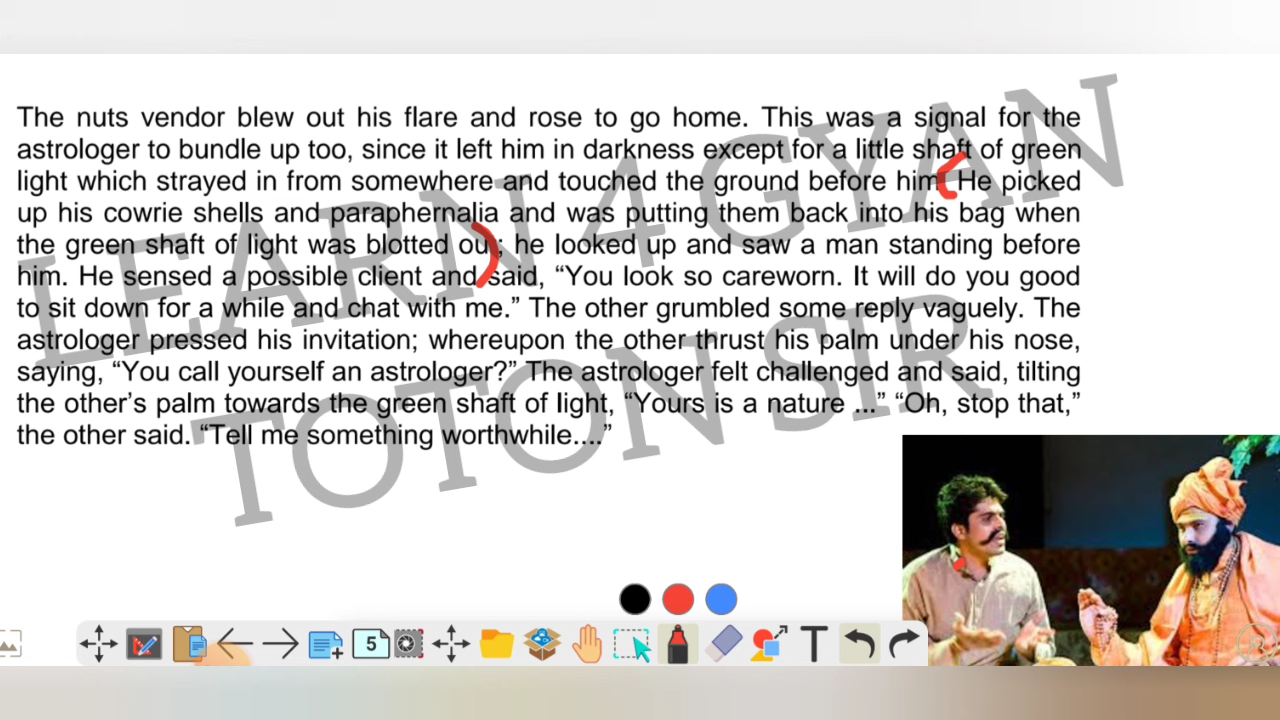 The nuts vendor blew out his flare and rose to go home. This was a signal for the
astrologer to bundle up too, since it left him in darkness except for a little shaft of green
light which strayed in from somewhere and touched the ground before him. He picked
up his cowrie shells and paraphernalia and was putting them back into his bag when
the green shaft of light was blotted out; he looked up and saw a man standing before
him. He sensed a possible client and said, “You look so careworn. It will do you good
to sit down for a while and chat with me.” The other grumbled some reply vaguely. The
astrologer pressed his invitation; whereupon the other thrust his palm under his nose,
saying, “You call yourself an astrologer?” The astrologer felt challenged and said, tilting
the other’s palm towards the green shaft of light, “Yours is a nature ...” “Oh, stop that,”
the other said. “Tell me something worthwhile....”
LEARN 4 GYAN
TOTON SIR
5
T